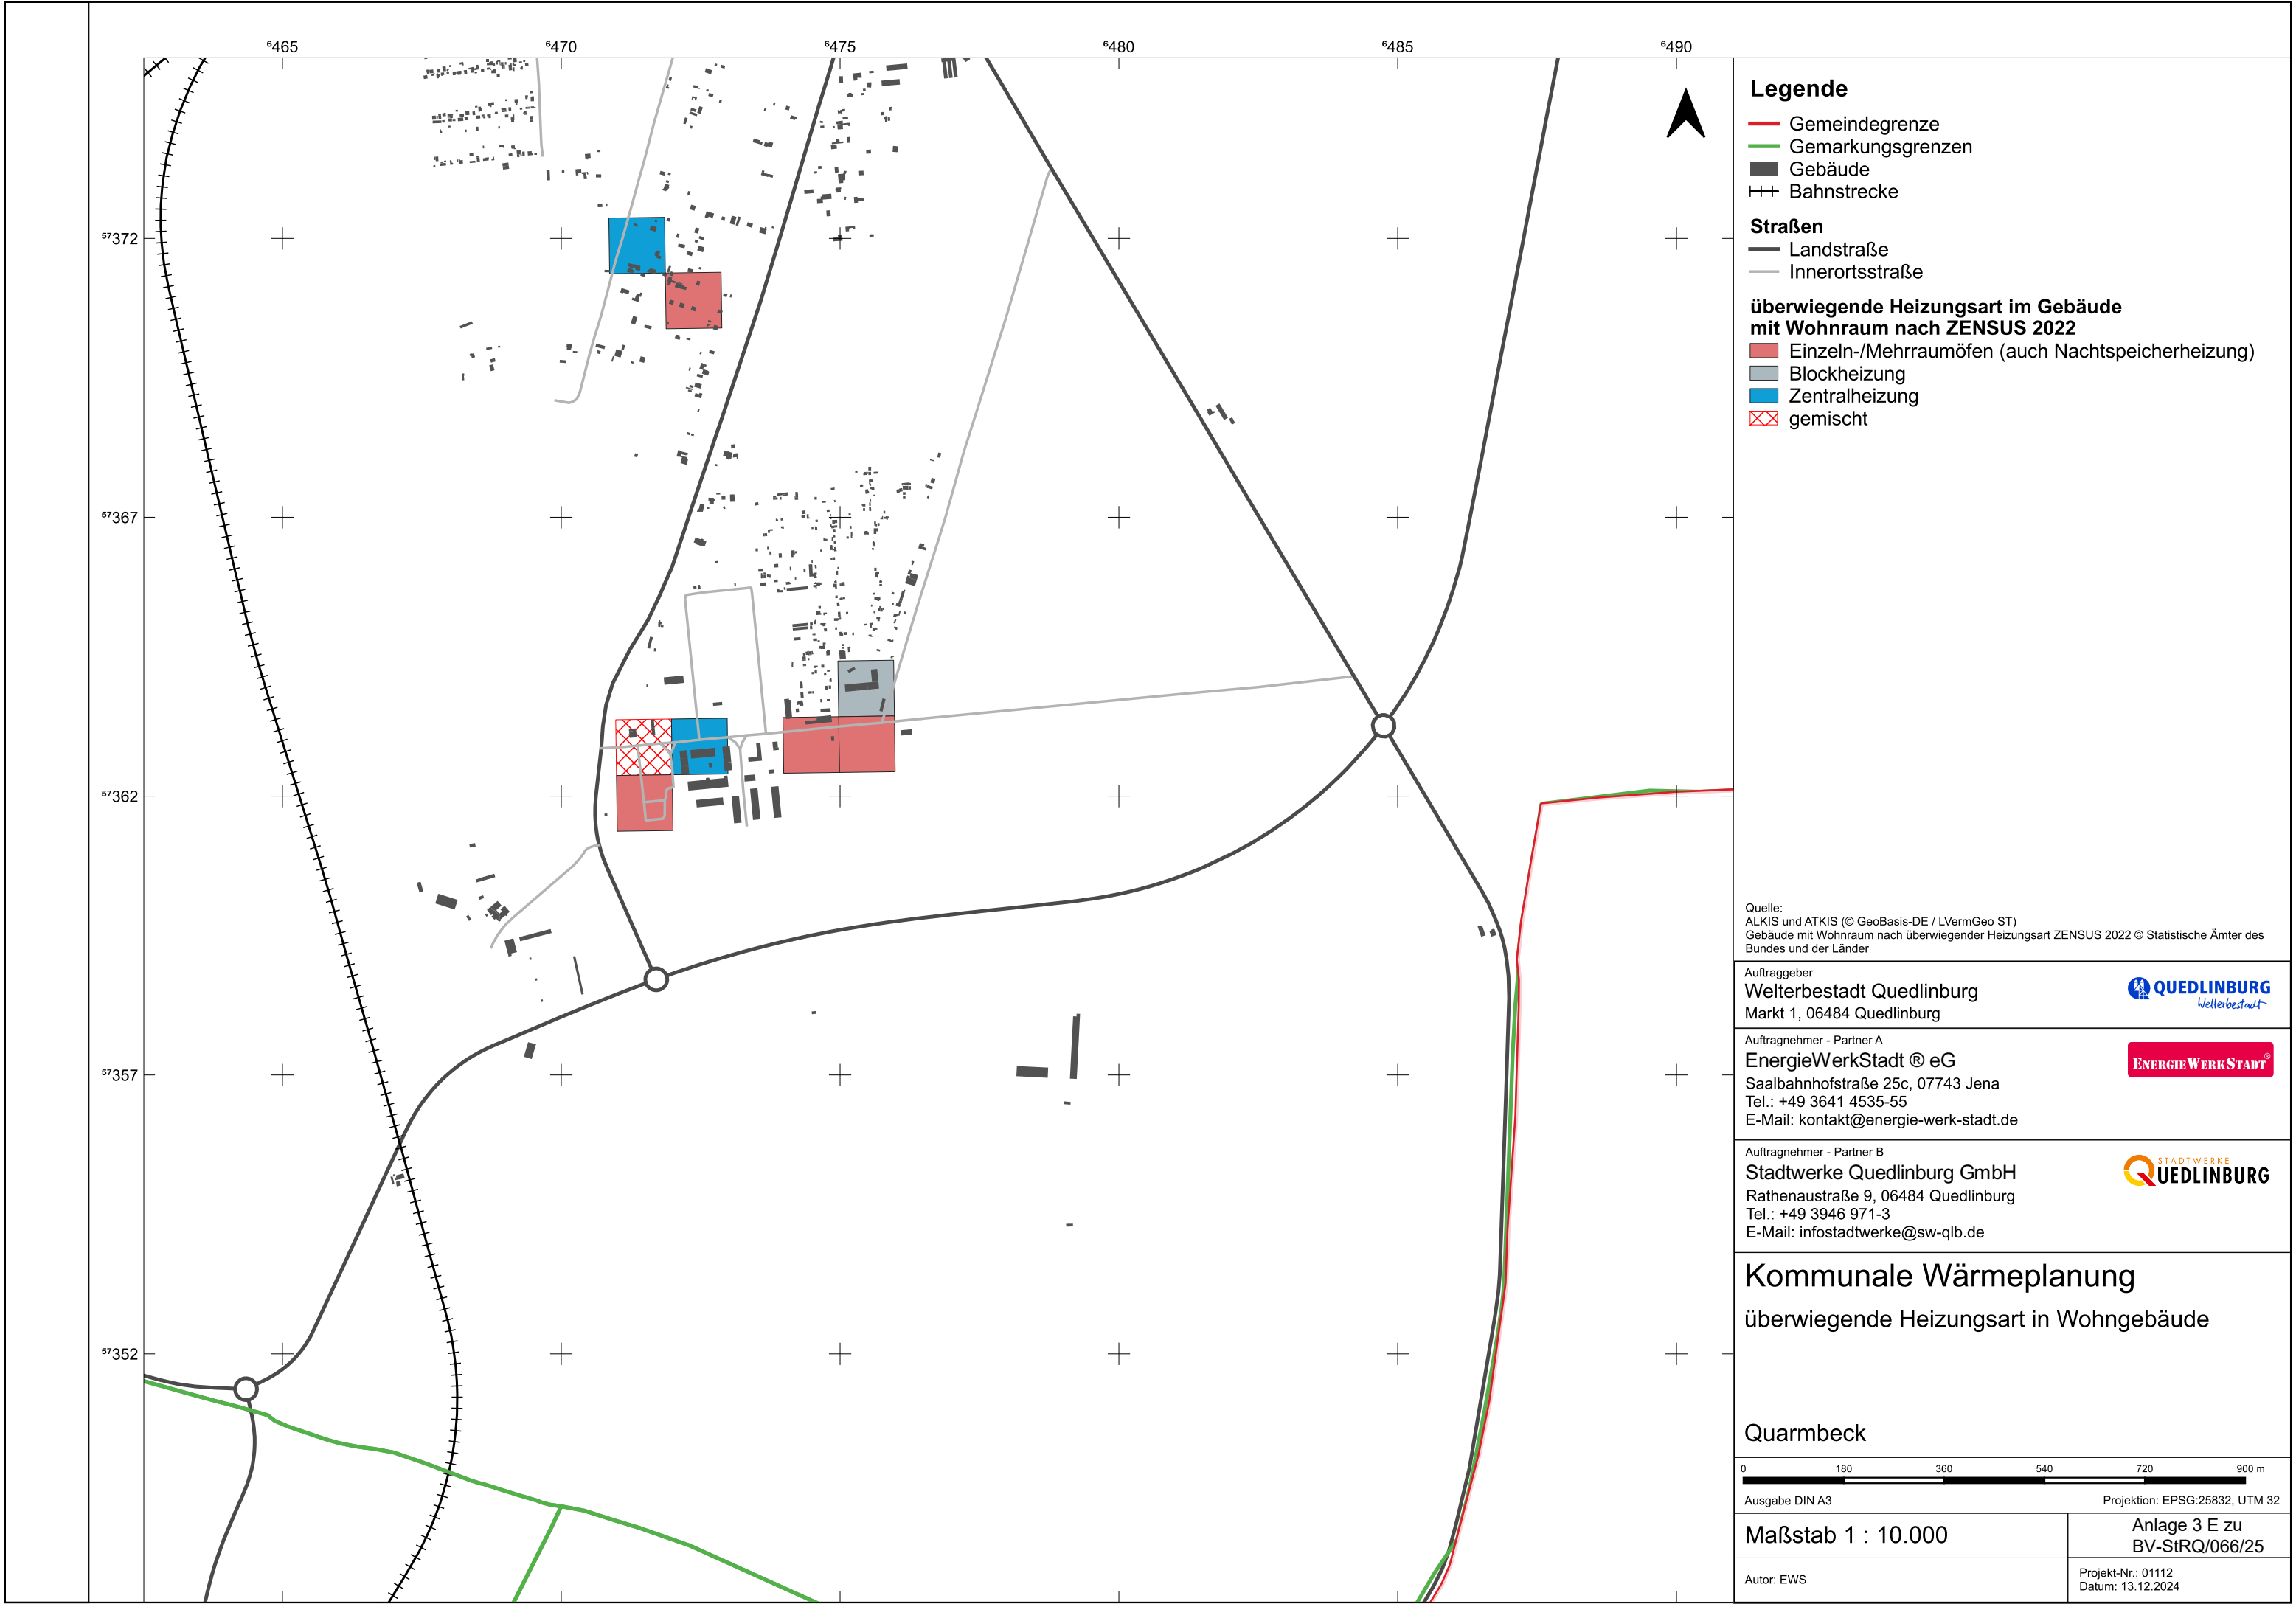 ⁶465 ⁶470 ⁶475 ⁶480 ⁶485 ⁶490
⁵⁷372
⁵⁷367
⁵⁷362
⁵⁷357
⁵⁷352
Legende
Gemeindegrenze
Gemarkungsgrenzen
Gebäude
Bahnstrecke
Straßen
Landstraße
Innerortsstraße
überwiegende Heizungsart im Gebäude
mit Wohnraum nach ZENSUS 2022
Einzeln-/Mehrraumöfen (auch Nachtspeicherheizung)
Blockheizung
Zentralheizung
gemischt
Quelle:
ALKIS und ATKIS (© GeoBasis-DE / LVermGeo ST)
Gebäude mit Wohnraum nach überwiegender Heizungsart ZENSUS 2022 © Statistische Ämter des
Bundes und der Länder
Auftraggeber
Welterbestadt Quedlinburg
Markt 1, 06484 Quedlinburg
QUEDLINBURG
Welterbestadt
Auftragnehmer - Partner A
EnergieWerkStadt ® eG
Saalbahnhofstraße 25c, 07743 Jena
Tel.: +49 3641 4535-55
E-Mail: kontakt@energie-werk-stadt.de
ENERGIEWERKSTADT®
Auftragnehmer - Partner B
Stadtwerke Quedlinburg GmbH
Rathenaustraße 9, 06484 Quedlinburg
Tel.: +49 3946 971-3
E-Mail: infostadtwerke@sw-qlb.de
STADTWERKE
QUEDLINBURG
Kommunale Wärmeplanung
überwiegende Heizungsart in Wohngebäude
Quarmbeck
0 180 360 540 720 900 m
Ausgabe DIN A3 Projektion: EPSG:25832, UTM 32
Maßstab 1 : 10.000
Anlage 3 E zu
BV-StRQ/066/25
Autor: EWS
Projekt-Nr.: 01112
Datum: 13.12.2024